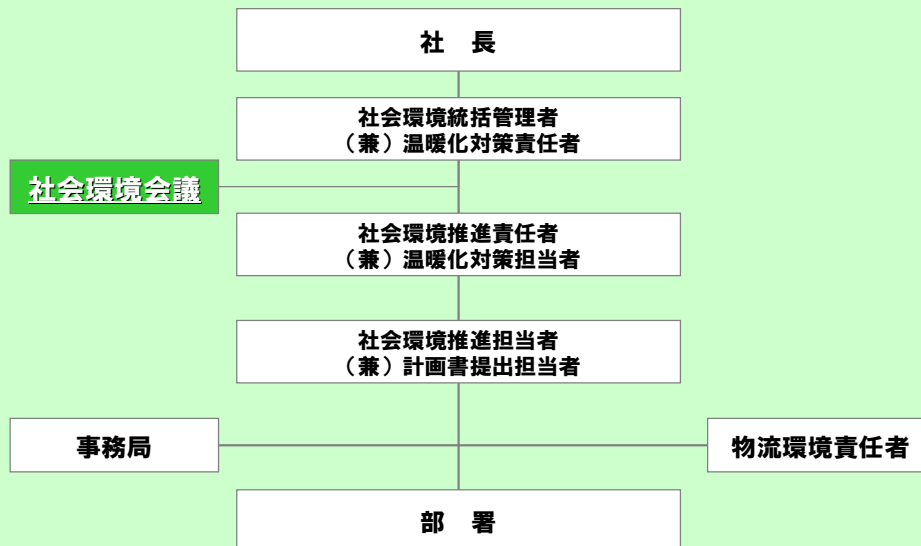 社　長
社会環境統括管理者
（兼）温暖化対策責任者
社会環境会議
社会環境推進責任者
（兼）温暖化対策担当者
社会環境推進担当者
（兼）計画書提出担当者
事務局
物流環境責任者
部　署